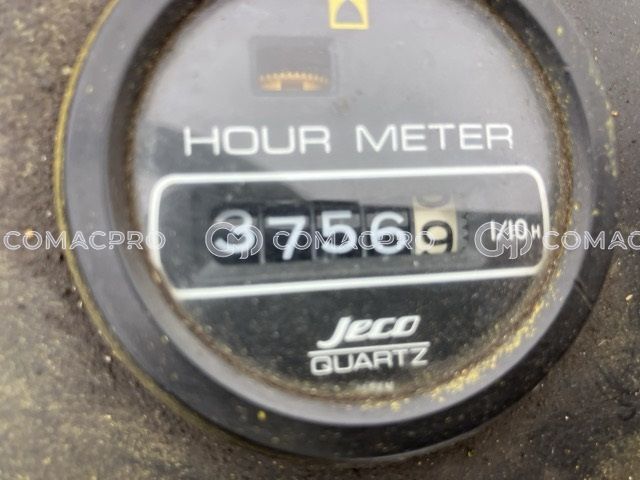 HOUR METER
37569 1/10H
COMACPRO COMACPRO COMACPRO
Jeco
QUARTZ